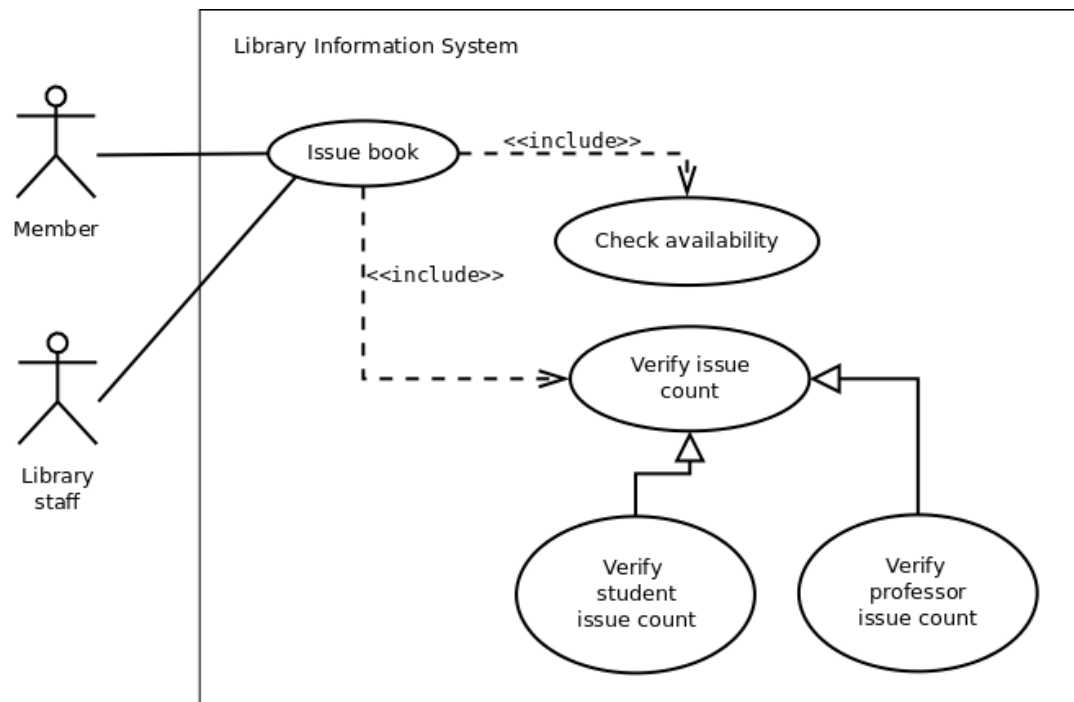 Library Information System
Issue book
<<include>>
Member
Check availability
<<include>>
Verify issue
count
Library
staff
Verify
student
issue count
Verify
professor
issue count